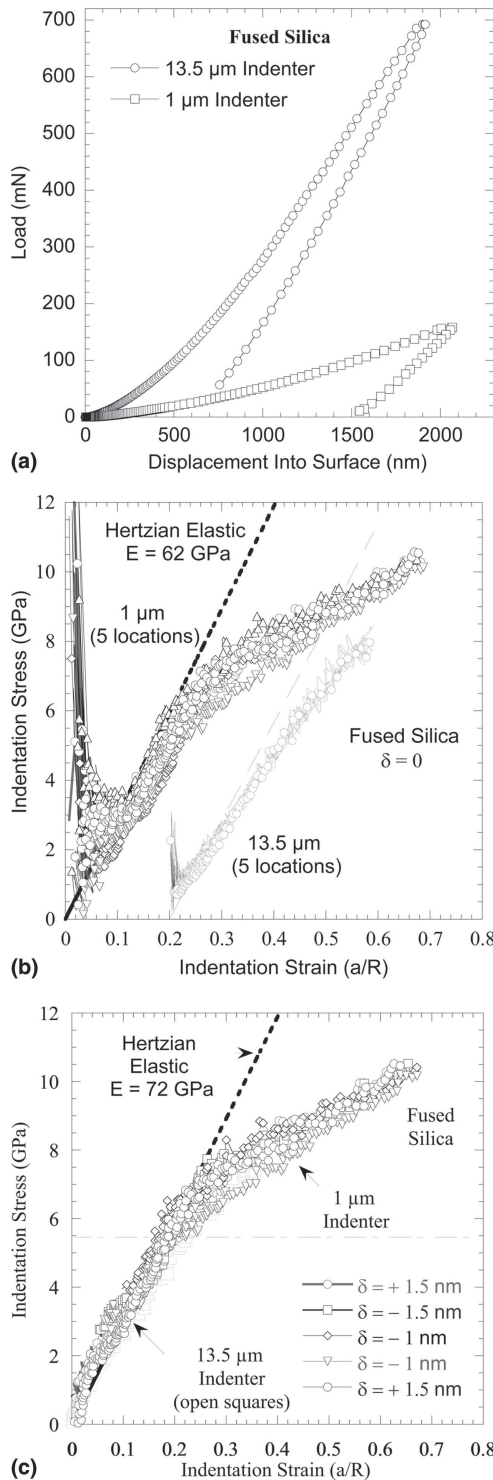 700
600
500
400
300
200
100
0
Load (mN)
Fused Silica
13.5 μm Indenter
1 μm Indenter
0
500
1000
1500
2000
Displacement Into Surface (nm)
(a)
12
10
8
6
4
2
0
Indentation Stress (GPa)
Hertzian Elastic
E = 62 GPa
1 μm
(5 locations)
Fused Silica
δ = 0
13.5 μm
(5 locations)
0
0.1
0.2
0.3
0.4
0.5
0.6
0.7
0.8
Indentation Strain (a/R)
(b)
12
10
8
6
4
2
0
Indentation Stress (GPa)
Hertzian
Elastic
E = 72 GPa
Fused
Silica
1 μm
Indenter
13.5 μm
Indenter
(open squares)
δ = + 1.5 nm
δ = − 1.5 nm
δ = − 1 nm
δ = − 1 nm
δ = + 1.5 nm
0
0.1
0.2
0.3
0.4
0.5
0.6
0.7
0.8
Indentation Strain (a/R)
(c)